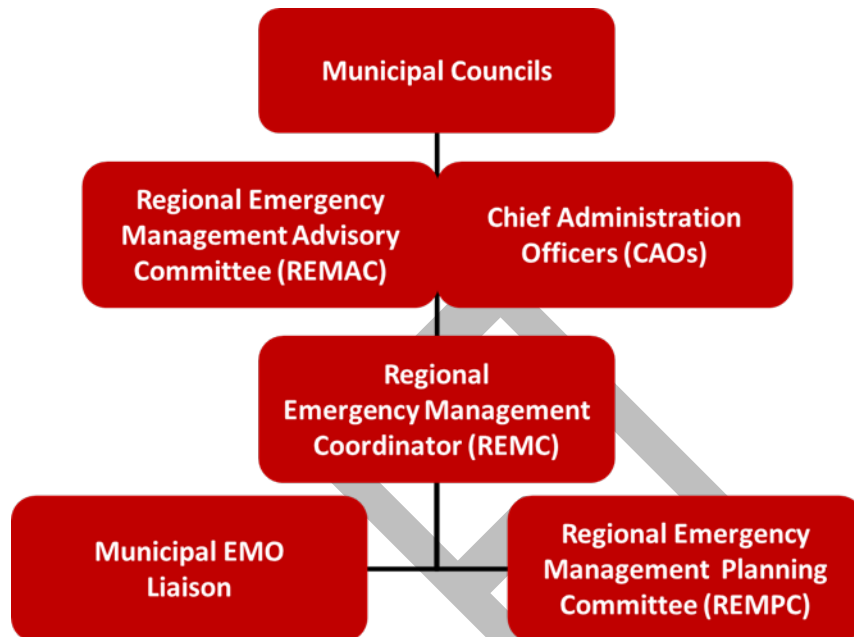 Municipal Councils
Regional Emergency
Management Advisory
Committee (REMAC)
Chief Administration
Officers (CAOs)
Regional
Emergency Management
Coordinator (REMC)
Municipal EMO
Liaison
Regional Emergency
Management Planning
Committee (REMPC)